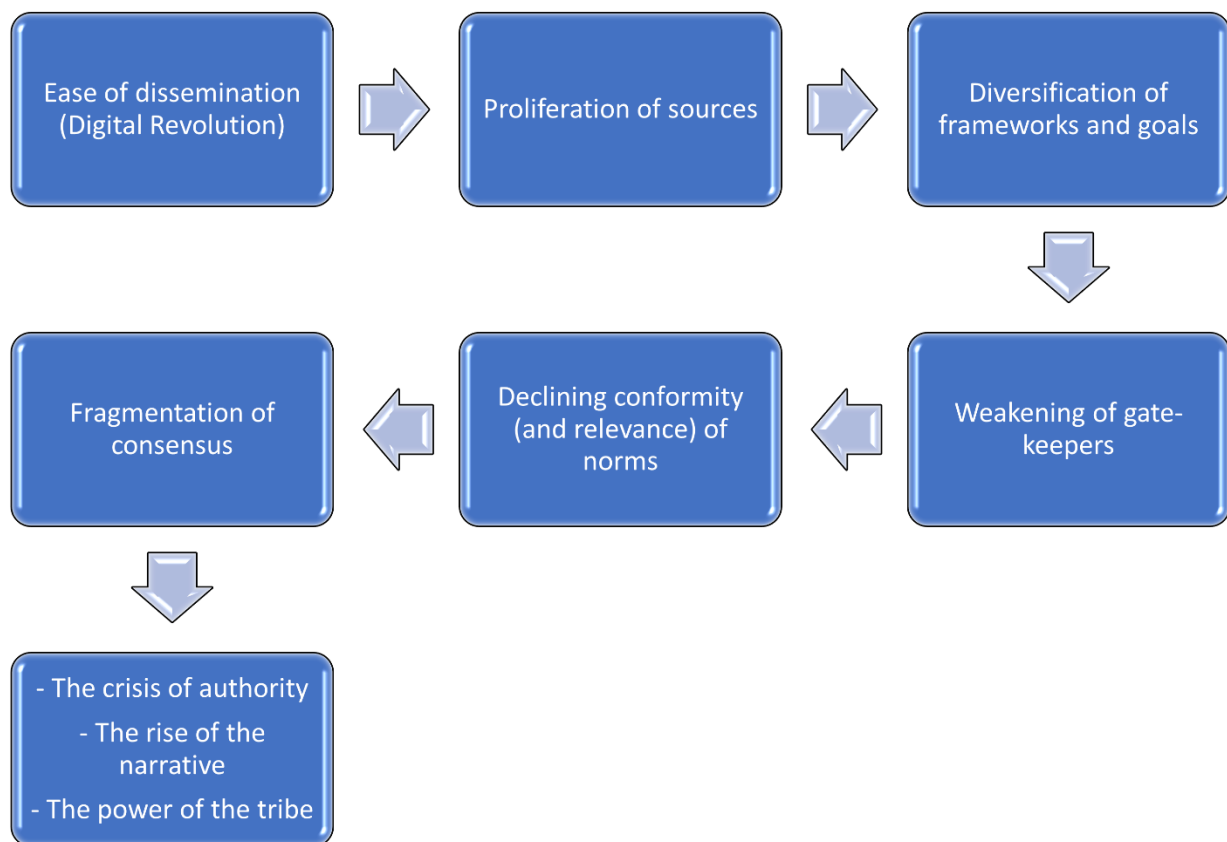 Ease of dissemination
(Digital Revolution)
Proliferation of sources
Diversification of
frameworks and goals
Weakening of gate-
keepers
Declining conformity
(and relevance) of
norms
Fragmentation of
consensus
- The crisis of authority
- The rise of the
narrative
- The power of the tribe